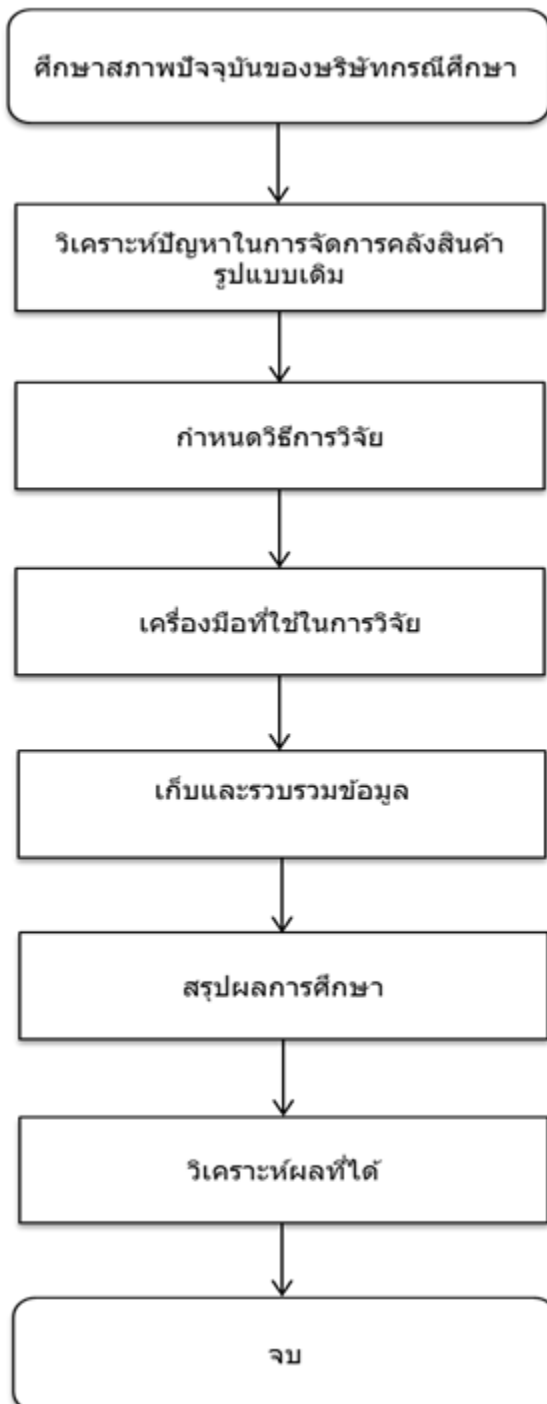 ศึกษาสภาพปัจจุบันของษริษัทกรณีศึกษา
วิเคราะห์ปัญหาในการจัดการคลังสินค้า
รูปแบบเดิม
กำหนดวิธีการวิจัย
เครื่องมือที่ใช้ในการวิจัย
เก็บและรวบรวมข้อมูล
สรุปผลการศึกษา
วิเคราะห์ผลที่ได้
จบ